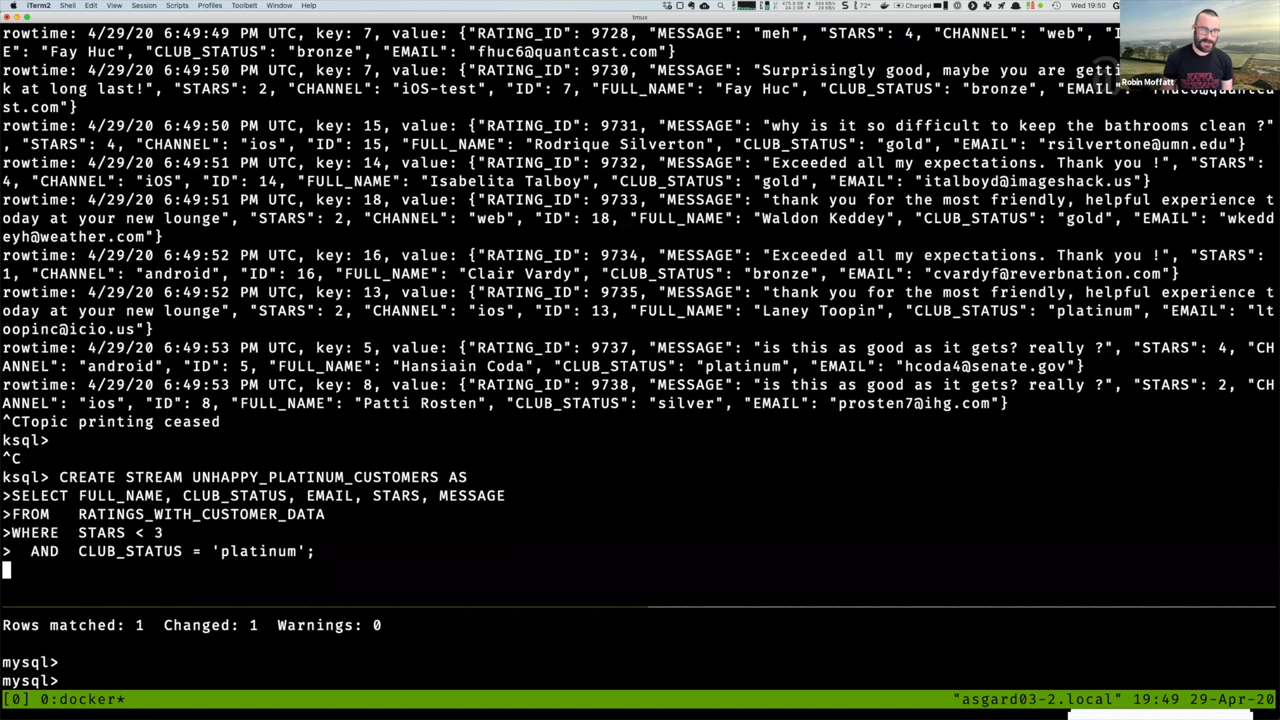 iTerm2 Shell Edit View Session Scripts Profiles Toolbelt Window Help 72° Charged Wed 19:50
tmux
rowtime: 4/29/20 6:49:49 PM UTC, key: 7, value: {"RATING_ID": 9728, "MESSAGE": "meh", "STARS": 4, "CHANNEL": "web",
E": "Fay Huc", "CLUB_STATUS": "bronze", "EMAIL": "fhuc6@quantcast.com"}
Robin Moffatt
rowtime: 4/29/20 6:49:50 PM UTC, key: 7, value: {"RATING_ID": 9730, "MESSAGE": "Surprisingly good, maybe you are getti
k at long last!", "STARS": 2, "CHANNEL": "iOS-test", "ID": 7, "FULL_NAME": "Fay Huc", "CLUB_STATUS": "bronze", "EMAIL": "fhuc6@quantca
st.com"}
rowtime: 4/29/20 6:49:50 PM UTC, key: 15, value: {"RATING_ID": 9731, "MESSAGE": "why is it so difficult to keep the bathrooms clean ?"
, "STARS": 4, "CHANNEL": "ios", "ID": 15, "FULL_NAME": "Rodrique Silverton", "CLUB_STATUS": "gold", "EMAIL": "rsilvertone@umn.edu"}
rowtime: 4/29/20 6:49:51 PM UTC, key: 14, value: {"RATING_ID": 9732, "MESSAGE": "Exceeded all my expectations. Thank you !", "STARS":
4, "CHANNEL": "iOS", "ID": 14, "FULL_NAME": "Isabelita Talboy", "CLUB_STATUS": "gold", "EMAIL": "italboyd@imageshack.us"}
rowtime: 4/29/20 6:49:51 PM UTC, key: 18, value: {"RATING_ID": 9733, "MESSAGE": "thank you for the most friendly, helpful experience t
oday at your new lounge", "STARS": 2, "CHANNEL": "web", "ID": 18, "FULL_NAME": "Waldon Keddey", "CLUB_STATUS": "gold", "EMAIL": "wkedd
eyh@weather.com"}
rowtime: 4/29/20 6:49:52 PM UTC, key: 16, value: {"RATING_ID": 9734, "MESSAGE": "Exceeded all my expectations. Thank you !", "STARS":
1, "CHANNEL": "android", "ID": 16, "FULL_NAME": "Clair Vardy", "CLUB_STATUS": "bronze", "EMAIL": "cvardyf@reverbnation.com"}
rowtime: 4/29/20 6:49:52 PM UTC, key: 13, value: {"RATING_ID": 9735, "MESSAGE": "thank you for the most friendly, helpful experience t
oday at your new lounge", "STARS": 2, "CHANNEL": "ios", "ID": 13, "FULL_NAME": "Laney Toopin", "CLUB_STATUS": "platinum", "EMAIL": "lt
oopinc@icio.us"}
rowtime: 4/29/20 6:49:53 PM UTC, key: 5, value: {"RATING_ID": 9737, "MESSAGE": "is this as good as it gets? really ?", "STARS": 4, "CH
ANNEL": "android", "ID": 5, "FULL_NAME": "Hansiain Coda", "CLUB_STATUS": "platinum", "EMAIL": "hcoda4@senate.gov"}
rowtime: 4/29/20 6:49:53 PM UTC, key: 8, value: {"RATING_ID": 9738, "MESSAGE": "is this as good as it gets? really ?", "STARS": 2, "CH
ANNEL": "ios", "ID": 8, "FULL_NAME": "Patti Rosten", "CLUB_STATUS": "silver", "EMAIL": "prosten7@ihg.com"}
^CTopic printing ceased
ksql>
^C
ksql> CREATE STREAM UNHAPPY_PLATINUM_CUSTOMERS AS
>SELECT FULL_NAME, CLUB_STATUS, EMAIL, STARS, MESSAGE
>FROM RATINGS_WITH_CUSTOMER_DATA
>WHERE STARS < 3
> AND CLUB_STATUS = 'platinum';
Rows matched: 1 Changed: 1 Warnings: 0
mysql>
mysql>
[0] 0:docker* "asgard03-2.local" 19:49 29-Apr-20